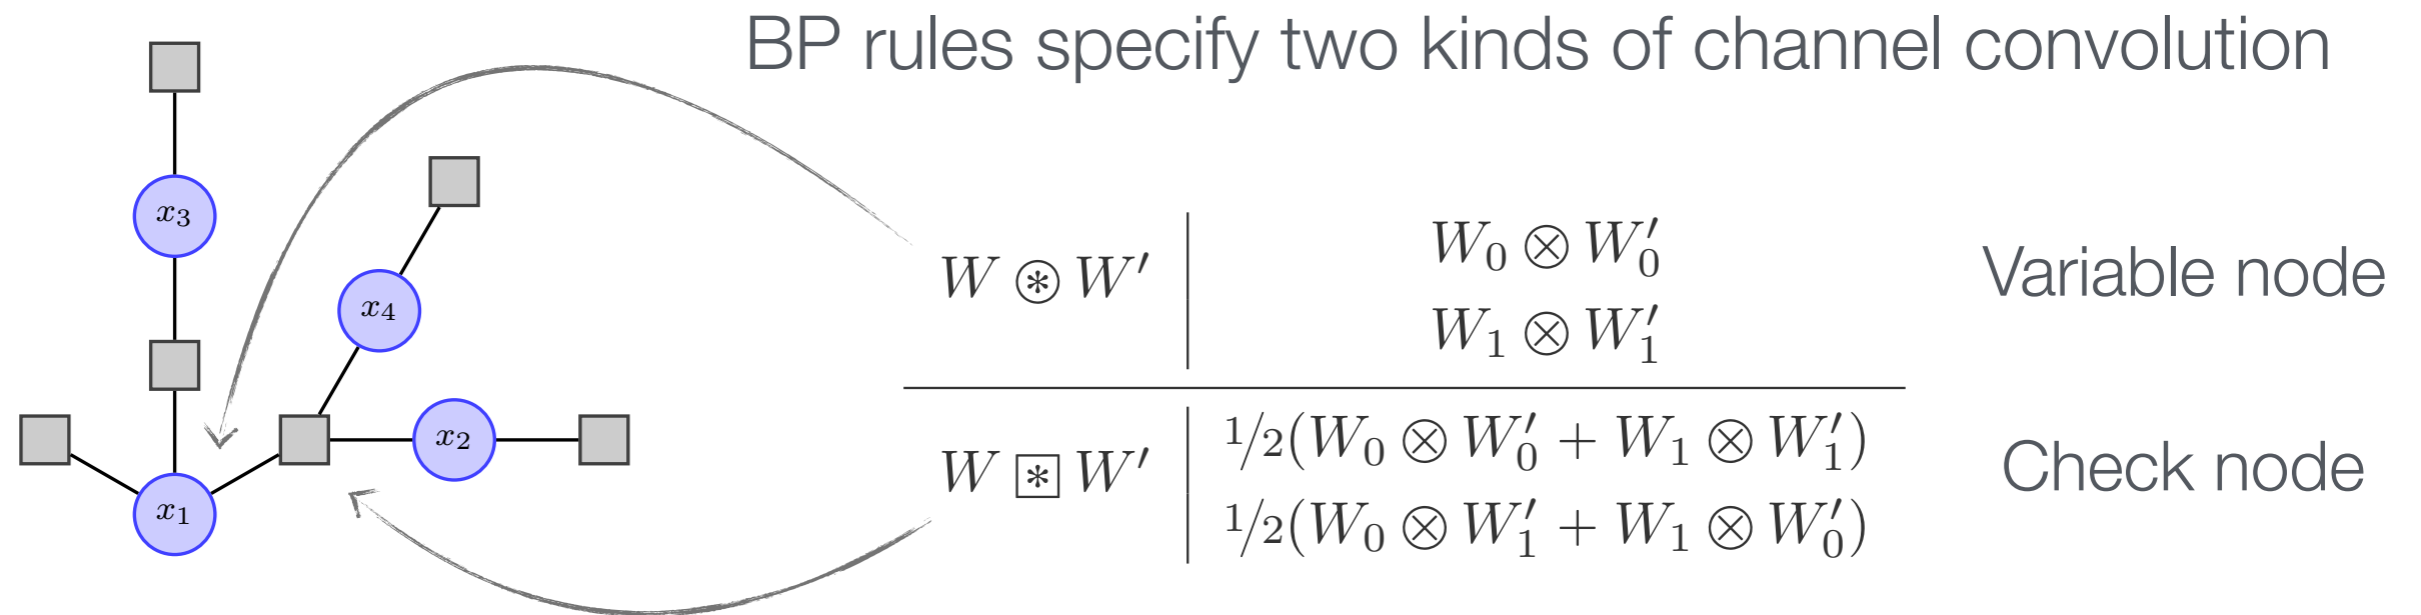 BP rules specify two kinds of channel convolution
x₃
x₄
x₂
x₁
W ⊛ W′
W₀ ⊗ W′₀
W₁ ⊗ W′₁
Variable node
W ⧆ W′
1/2(W₀ ⊗ W′₀ + W₁ ⊗ W′₁)
1/2(W₀ ⊗ W′₁ + W₁ ⊗ W′₀)
Check node